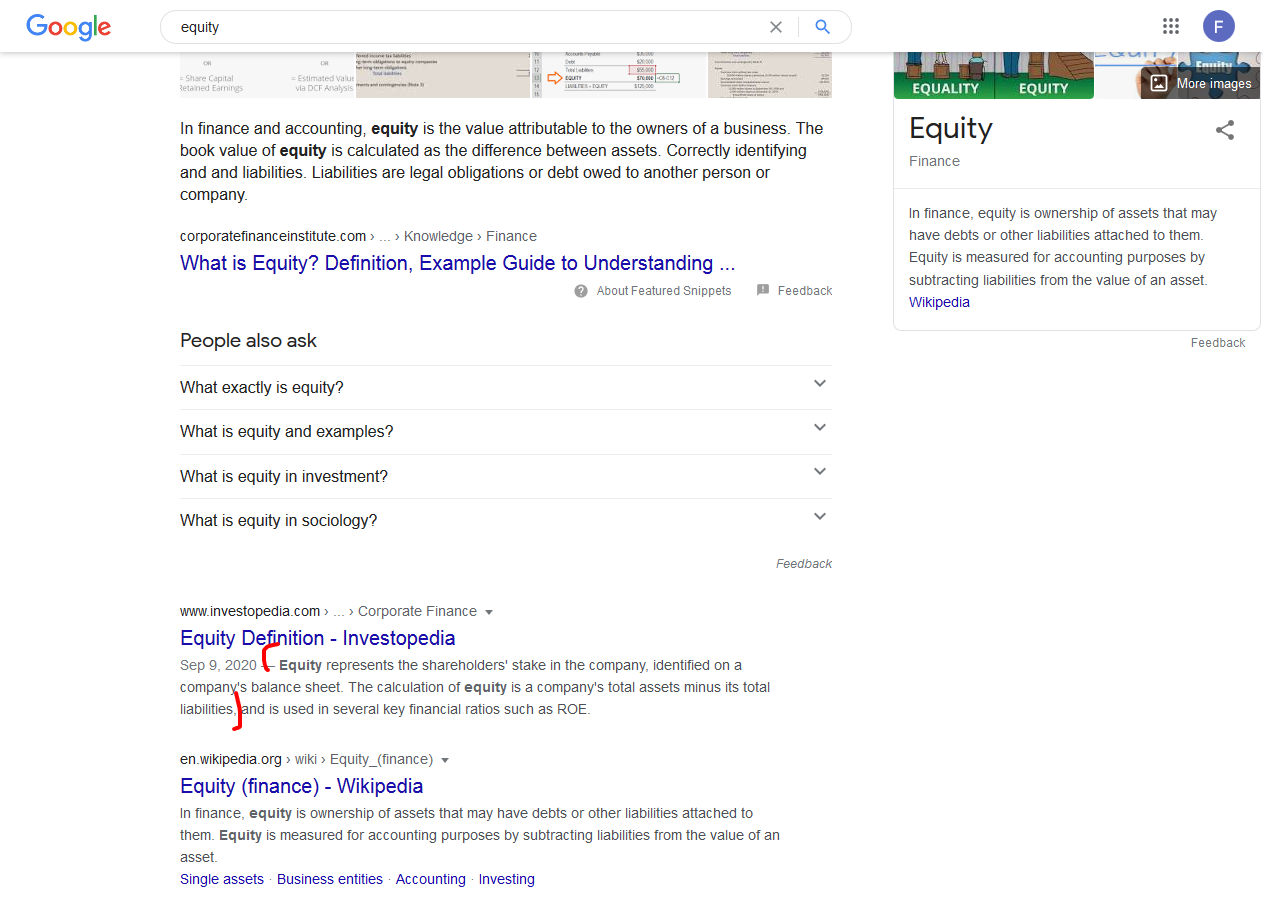 Google
equity
F
= Share Capital
Retained Earnings
OR
OR
= Estimated Value
via DCF Analysis
Total liabilities
Accounts Payable
Debt
Total Liabilities
EQUITY
LIABILITIES + EQUITY
EQUALITY
EQUITY
Equity
More images
In finance and accounting, equity is the value attributable to the owners of a business. The
book value of equity is calculated as the difference between assets. Correctly identifying
and and liabilities. Liabilities are legal obligations or debt owed to another person or
company.
corporatefinanceinstitute.com › ... › Knowledge › Finance
What is Equity? Definition, Example Guide to Understanding ...
About Featured Snippets
Feedback
People also ask
What exactly is equity?
What is equity and examples?
What is equity in investment?
What is equity in sociology?
Feedback
www.investopedia.com › ... › Corporate Finance
Equity Definition - Investopedia
Sep 9, 2020 — Equity represents the shareholders' stake in the company, identified on a
company's balance sheet. The calculation of equity is a company's total assets minus its total
liabilities, and is used in several key financial ratios such as ROE.
en.wikipedia.org › wiki › Equity_(finance)
Equity (finance) - Wikipedia
In finance, equity is ownership of assets that may have debts or other liabilities attached to
them. Equity is measured for accounting purposes by subtracting liabilities from the value of an
asset.
Single assets · Business entities · Accounting · Investing
Equity
Finance
In finance, equity is ownership of assets that may
have debts or other liabilities attached to them.
Equity is measured for accounting purposes by
subtracting liabilities from the value of an asset.
Wikipedia
Feedback